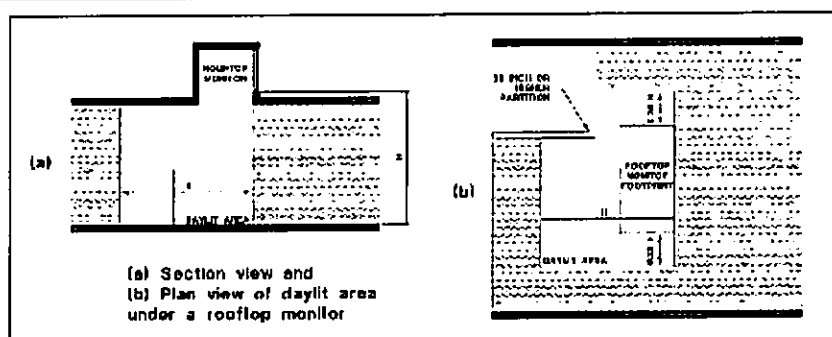 ROOFTOP
MONITOR
(a)
H
DAYLIT AREA
(a) Section view and
(b) Plan view of daylit area
under a rooftop monitor
(b)
PARTITION
ROOFTOP
MONITOR
FOOTPRINT
H
DAYLIT AREA